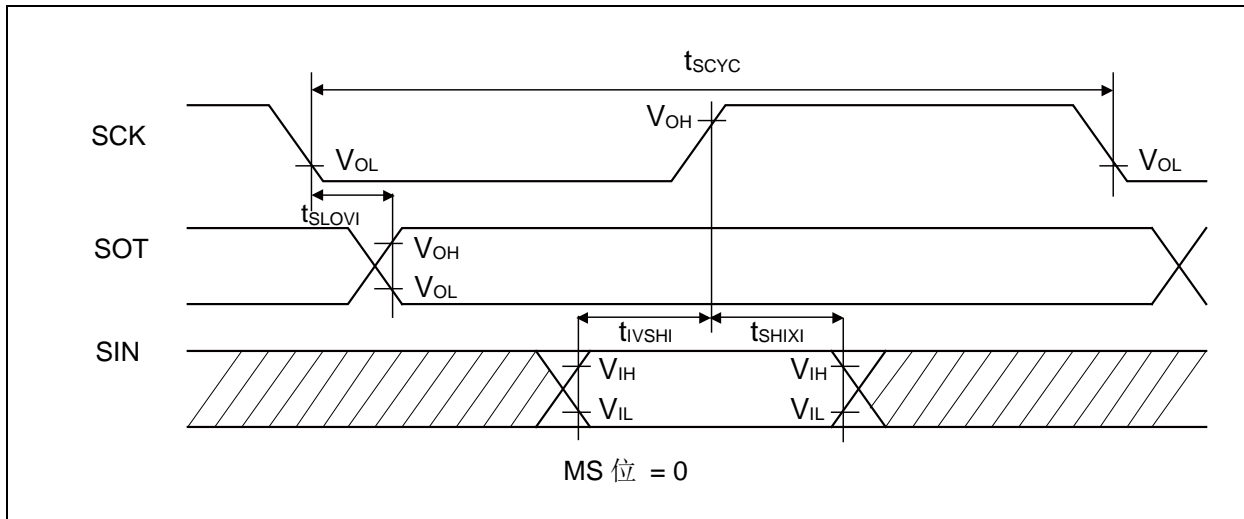 tSCYC
SCK
VOH
VOL
VOL
tSLOVI
SOT
VOH
VOL
tIVSHI
tSHIXI
SIN
VIH
VIH
VIL
VIL
MS 位 = 0